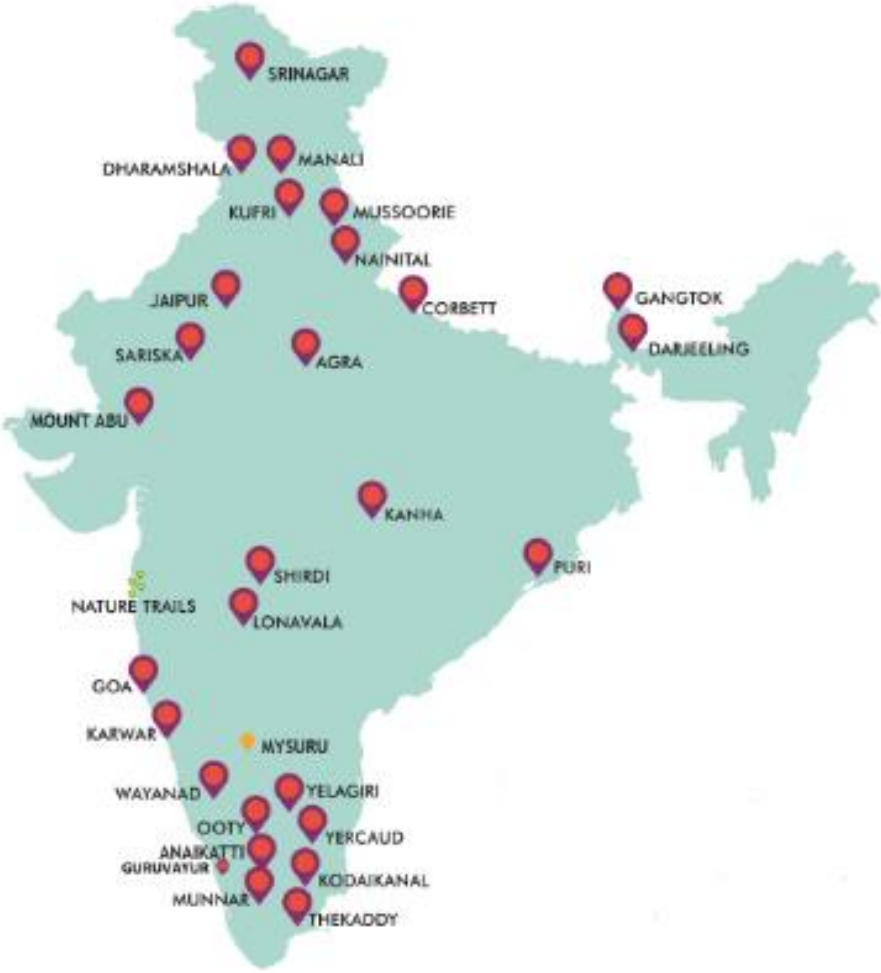 SRINAGAR
DHARAMSHALA
MANALI
KUFRI
MUSSOORIE
NAINITAL
JAIPUR
CORBETT
GANGTOK
SARISKA
AGRA
DARJEELING
MOUNT ABU
KANHA
SHIRDI
PURI
NATURE TRAILS
LONAVALA
GOA
KARWAR
MYSURU
WAYANAD
YELAGIRI
OOTY
YERCAUD
ANAIKATTI
GURUVAYUR
KODAIKANAL
MUNNAR
THEKADDY